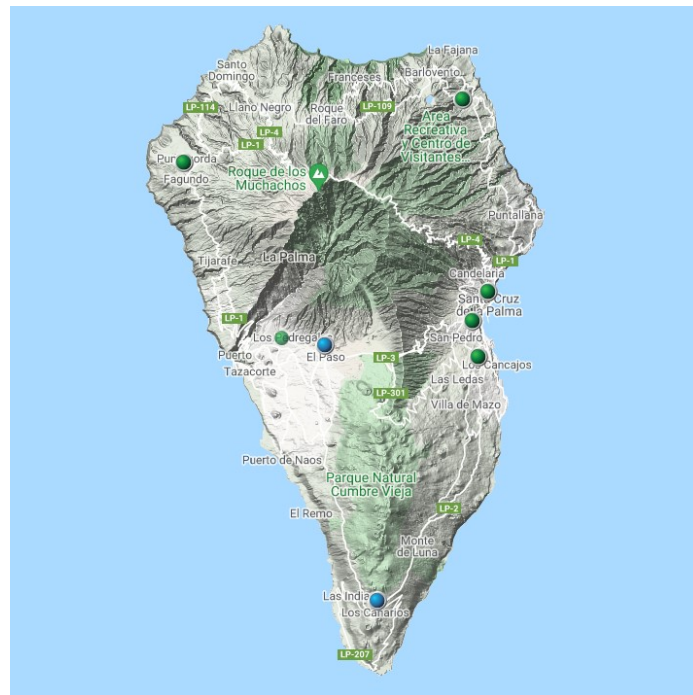 La Fajana
Santo
Domingo
Franceses
Barlovento
LP-114
Llano Negro
Roque
del Faro
LP-109
Área
Recreativa
y Centro de
Visitantes...
LP-4
LP-1
Fagundo
Roque de los
Muchachos
Puntallana
LP-4
Tijarafe
La Palma
LP-1
Candelaria
Santa Cruz
de la Palma
LP-1
Puerto
Tazacorte
El Paso
San Pedro
LP-3
Los Cancajos
Las Ledas
LP-301
Villa de Mazo
Puerto de Naos
Parque Natural
Cumbre Vieja
El Remo
LP-2
Monte
de Luna
Las India
Los Canarios
LP-207